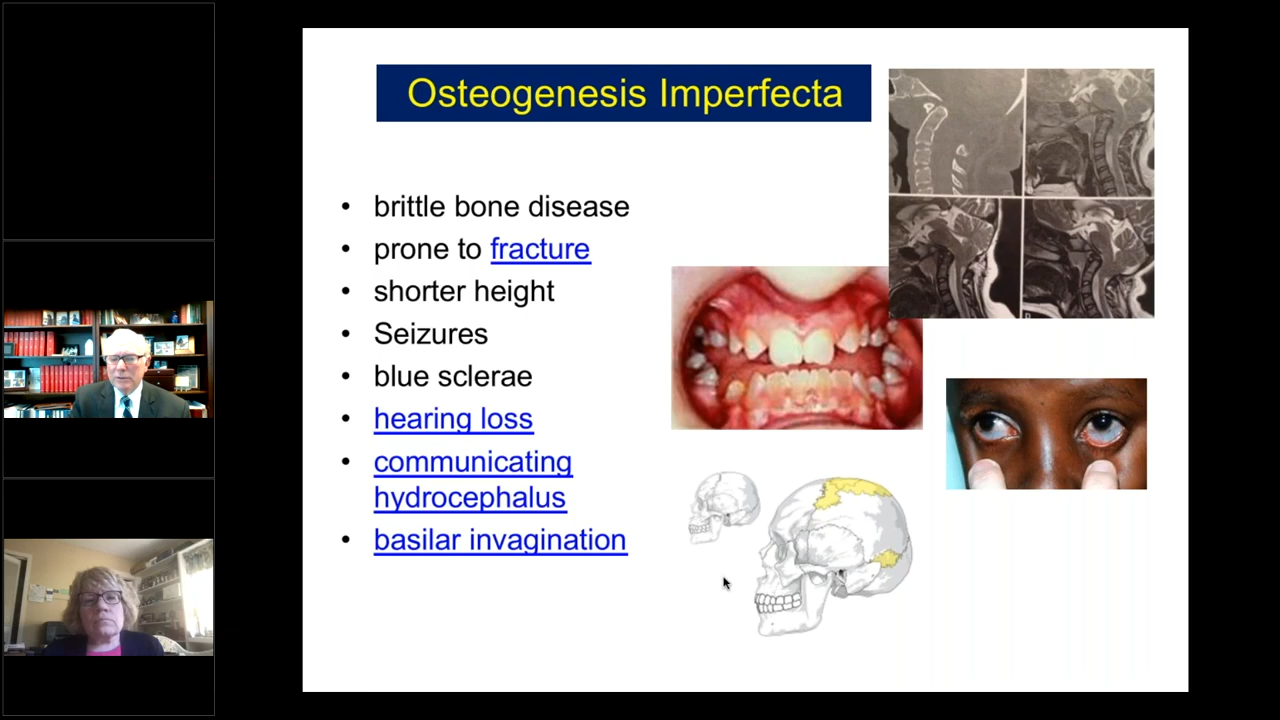 Osteogenesis Imperfecta
• brittle bone disease
• prone to fracture
• shorter height
• Seizures
• blue sclerae
• hearing loss
• communicating
hydrocephalus
• basilar invagination